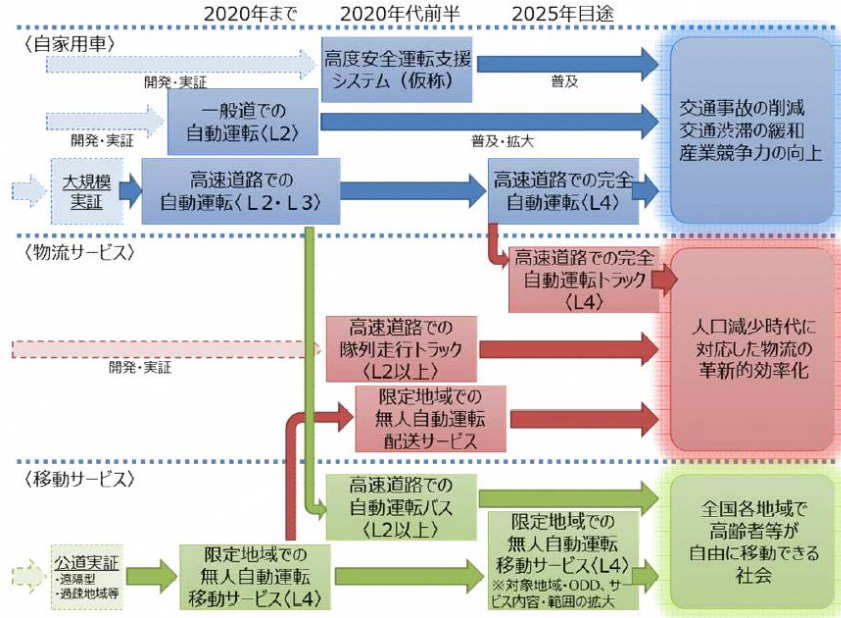 2020年まで 2020年代前半 2025年目途
〈自家用車〉
高度安全運転支援
システム（仮称）
開発・実証
普及
一般道での
自動運転〈L2〉
開発・実証
普及・拡大
大規模
実証
高速道路での
自動運転〈L2・L3〉
高速道路での完全
自動運転〈L4〉
交通事故の削減
交通渋滞の緩和
産業競争力の向上
〈物流サービス〉
高速道路での完全
自動運転トラック
〈L4〉
高速道路での
隊列走行トラック
〈L2以上〉
開発・実証
限定地域での
無人自動運転
配送サービス
人口減少時代に
対応した物流の
革新的効率化
〈移動サービス〉
高速道路での
自動運転バス
〈L2以上〉
公道実証
・遠隔型
・過疎地域等
限定地域での
無人自動運転
移動サービス〈L4〉
限定地域での
無人自動運転
移動サービス〈L4〉
※対象地域・ODD、サー
ビス内容・範囲の拡大
全国各地域で
高齢者等が
自由に移動できる
社会